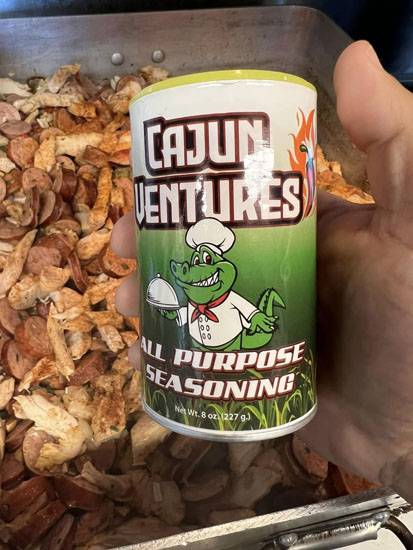 CAJUN
VENTURES
ALL PURPOSE
SEASONING
Net Wt. 8 oz. (227 g.)